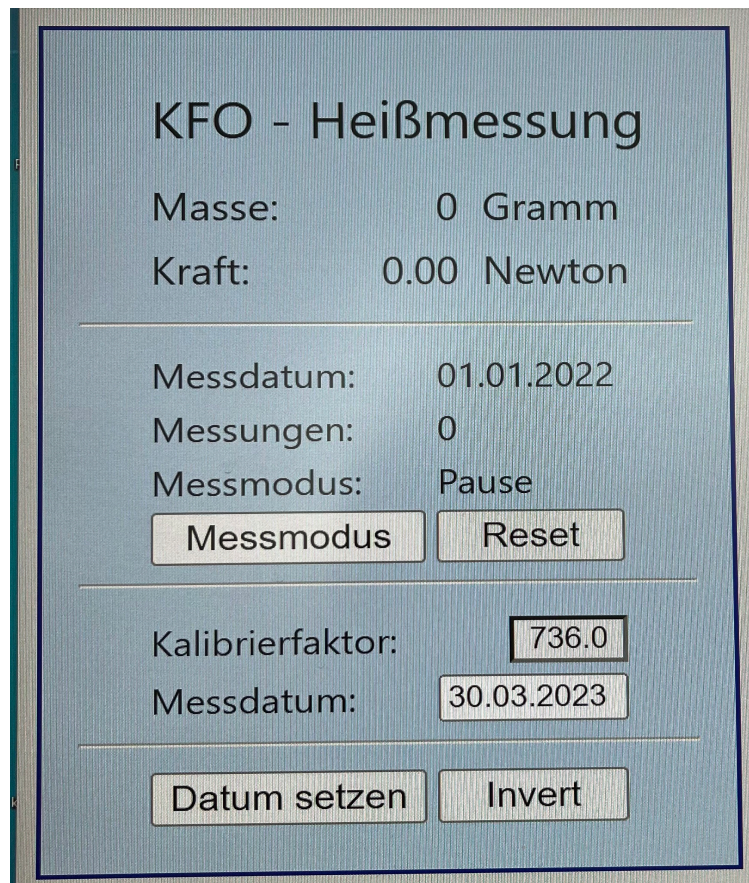 KFO - Heißmessung
Masse: 0 Gramm
Kraft: 0.00 Newton
Messdatum: 01.01.2022
Messungen: 0
Messmodus: Pause
Messmodus Reset
Kalibrierfaktor: 736.0
Messdatum: 30.03.2023
Datum setzen Invert